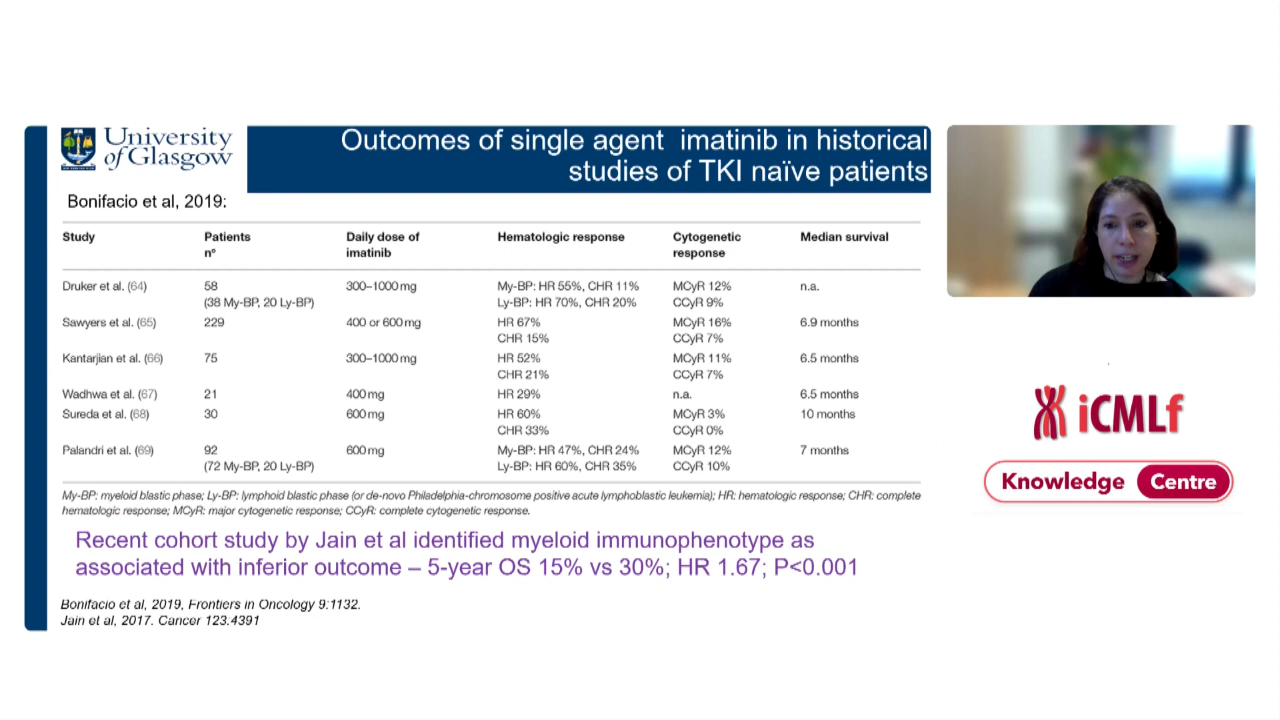 University
of Glasgow
Outcomes of single agent imatinib in historical
studies of TKI naïve patients
Bonifacio et al, 2019:
Study Patients n° Daily dose of imatinib Hematologic response Cytogenetic response Median survival
Druker et al. (64) 58 300–1000 mg My-BP: HR 55%, CHR 11% MCyR 12% n.a.
(38 My-BP, 20 Ly-BP) Ly-BP: HR 70%, CHR 20% CCyR 9%
Sawyers et al. (65) 229 400 or 600 mg HR 67% MCyR 16% 6.9 months
CHR 15% CCyR 7%
Kantarjian et al. (66) 75 300–1000 mg HR 52% MCyR 11% 6.5 months
CHR 21% CCyR 7%
Wadhwa et al. (67) 21 400 mg HR 29% n.a. 6.5 months
Sureda et al. (68) 30 600 mg HR 60% MCyR 3% 10 months
CHR 33% CCyR 0%
Palandri et al. (69) 92 600 mg My-BP: HR 47%, CHR 24% MCyR 12% 7 months
(72 My-BP, 20 Ly-BP) Ly-BP: HR 60%, CHR 35% CCyR 10%
My-BP: myeloid blastic phase; Ly-BP: lymphoid blastic phase (or de-novo Philadelphia-chromosome positive acute lymphoblastic leukemia); HR: hematologic response; CHR: complete
hematologic response; MCyR: major cytogenetic response; CCyR: complete cytogenetic response.
Recent cohort study by Jain et al identified myeloid immunophenotype as
associated with inferior outcome – 5-year OS 15% vs 30%; HR 1.67; P<0.001
Bonifacio et al, 2019, Frontiers in Oncology 9:1132.
Jain et al, 2017. Cancer 123.4391
iCMLf
Knowledge Centre